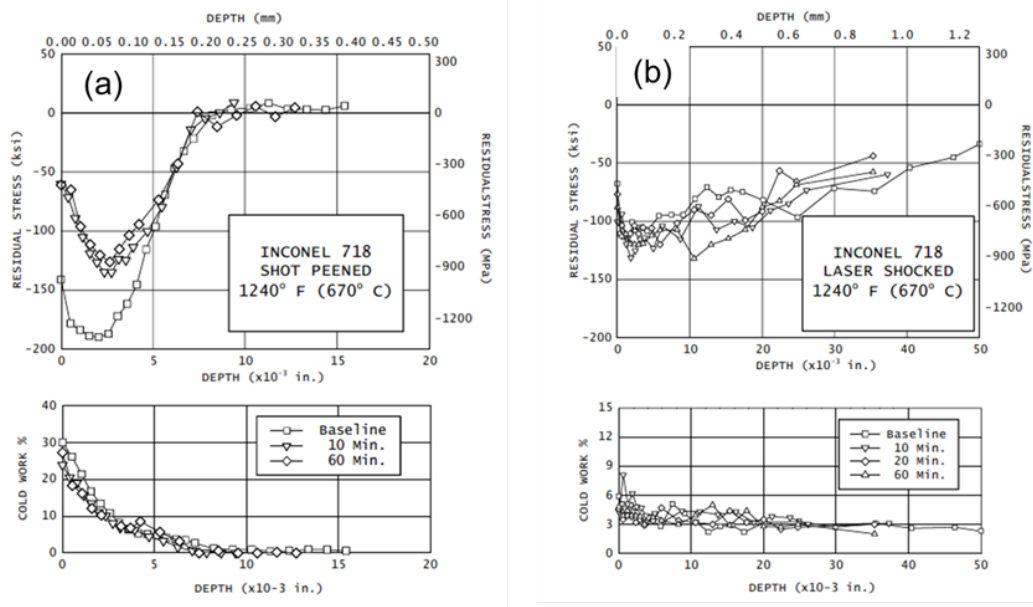 DEPTH (mm)
0.00 0.05 0.10 0.15 0.20 0.25 0.30 0.35 0.40 0.45 0.50
(a)
50
0
-50
-100
-150
-200
RESIDUAL STRESS (ksi)
300
0
-300
-600
-900
-1200
RESIDUALSTRESS (MPa)
INCONEL 718
SHOT PEENED
1240° F (670° C)
0 5 10 15 20
DEPTH (x10⁻³ in.)
40
30
20
10
0
COLD WORK %
Baseline
10 Min.
60 Min.
0 5 10 15 20
DEPTH (x10-3 in.)
DEPTH (mm)
0.0 0.2 0.4 0.6 0.8 1.0 1.2
(b)
50
0
-50
-100
-150
-200
RESIDUAL STRESS (ksi)
300
0
-300
-600
-900
-1200
RESIDUALSTRESS (MPa)
INCONEL 718
LASER SHOCKED
1240° F (670° C)
0 10 20 30 40 50
DEPTH (x10⁻³ in.)
15
12
9
6
3
0
COLD WORK %
Baseline
10 Min.
20 Min.
60 Min.
0 10 20 30 40 50
DEPTH (x10-3 in.)